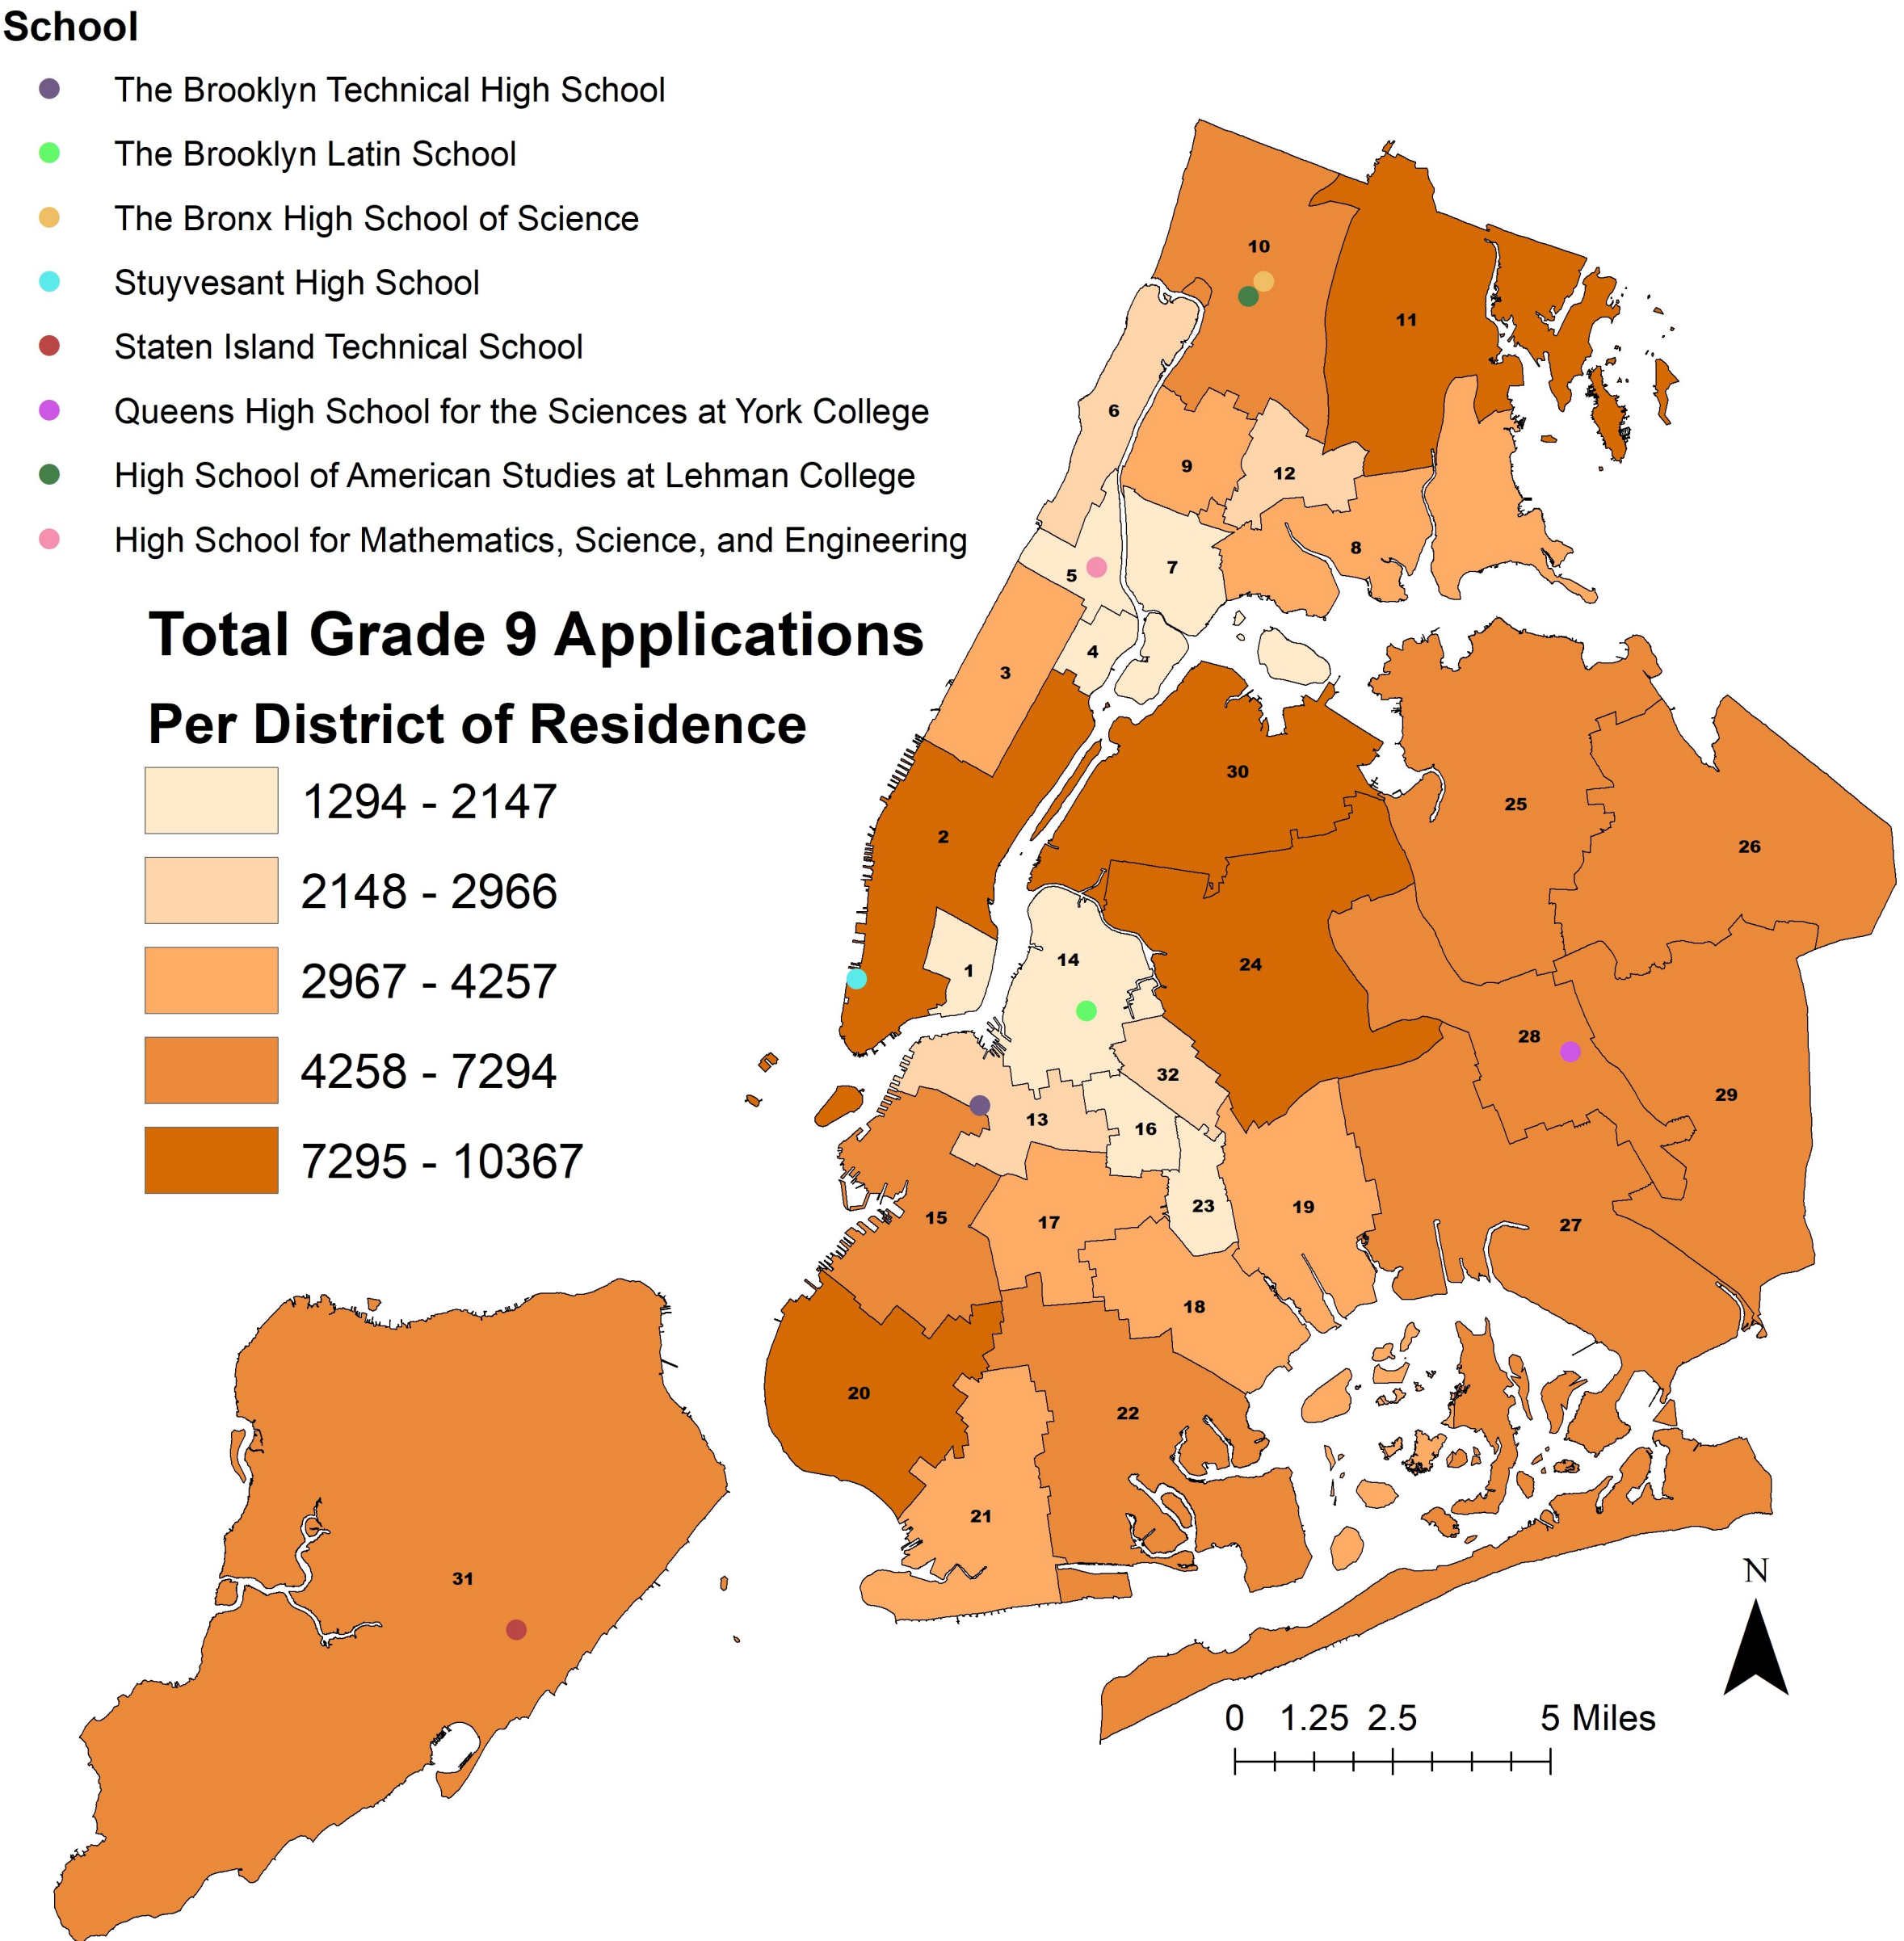 School
The Brooklyn Technical High School
The Brooklyn Latin School
The Bronx High School of Science
Stuyvesant High School
Staten Island Technical School
Queens High School for the Sciences at York College
High School of American Studies at Lehman College
High School for Mathematics, Science, and Engineering
Total Grade 9 Applications
Per District of Residence
1294 - 2147
2148 - 2966
2967 - 4257
4258 - 7294
7295 - 10367
10
11
6
9
12
8
7
5
4
3
30
25
2
26
14
24
1
28
32
29
13
16
23
19
15
17
27
18
20
22
21
31
N
0 1.25 2.5 5 Miles